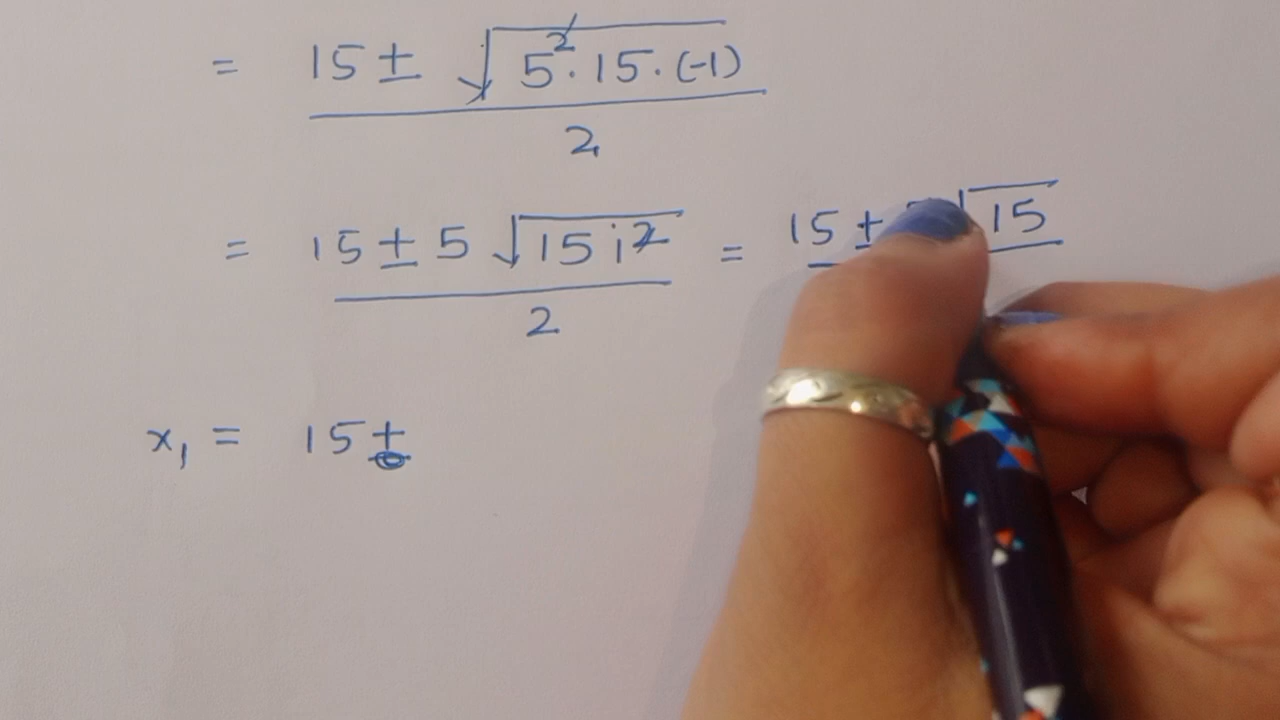 = 15 ± √5²·15·(-1)
2
= 15 ± 5 √15 i² = 15 ± √15
2
x₁ = 15 ±